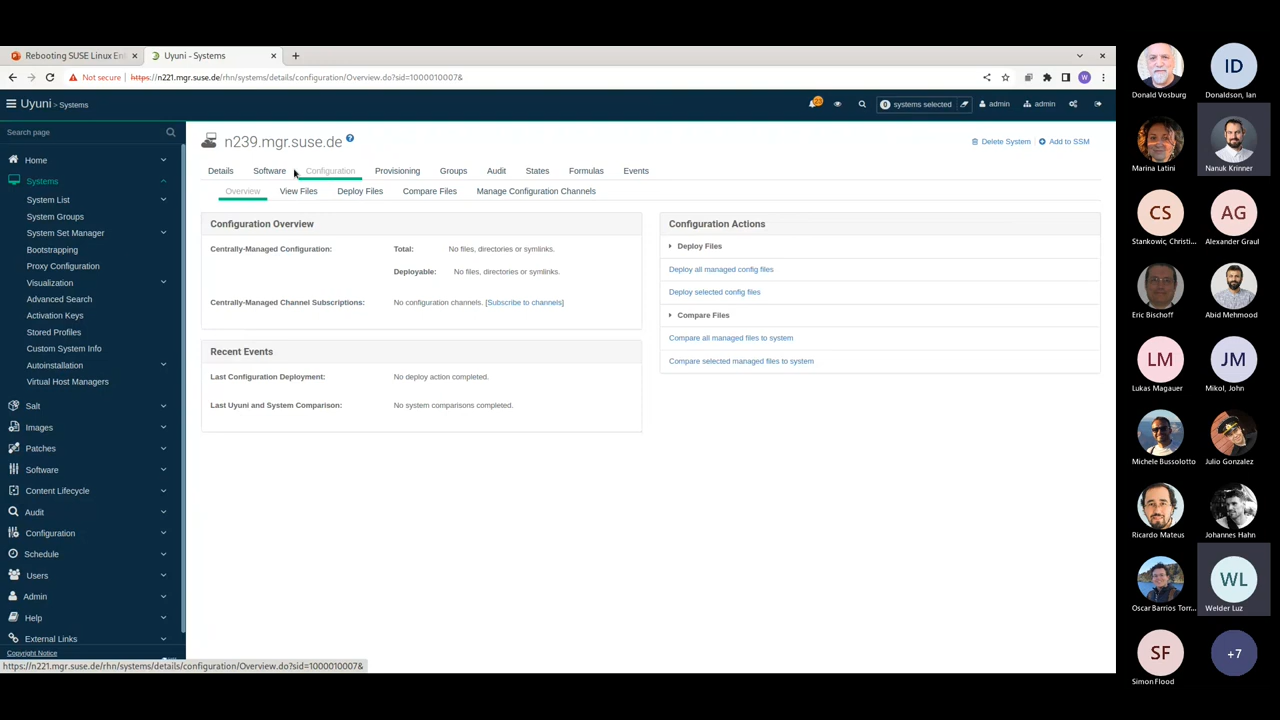 Rebooting SUSE Linux Ent
Uyuni - Systems
Not secure
https://n221.mgr.suse.de/rhn/systems/details/configuration/Overview.do?sid=1000010007&
W
Uyuni > Systems
0 systems selected
admin
admin
Search page
Home
Systems
System List
System Groups
System Set Manager
Bootstrapping
Proxy Configuration
Visualization
Advanced Search
Activation Keys
Stored Profiles
Custom System Info
Autoinstallation
Virtual Host Managers
Salt
Images
Patches
Software
Content Lifecycle
Audit
Configuration
Schedule
Users
Admin
Help
External Links
Copyright Notice
n239.mgr.suse.de
Delete System
Add to SSM
Details Software Configuration Provisioning Groups Audit States Formulas Events
Overview View Files Deploy Files Compare Files Manage Configuration Channels
Configuration Overview
Centrally-Managed Configuration: Total: No files, directories or symlinks.
Deployable: No files, directories or symlinks.
Centrally-Managed Channel Subscriptions: No configuration channels. [Subscribe to channels]
Recent Events
Last Configuration Deployment: No deploy action completed.
Last Uyuni and System Comparison: No system comparisons completed.
Configuration Actions
Deploy Files
Deploy all managed config files
Deploy selected config files
Compare Files
Compare all managed files to system
Compare selected managed files to system
https://n221.mgr.suse.de/rhn/systems/details/configuration/Overview.do?sid=1000010007&
Donald Vosburg
ID
Donaldson, Ian
Marina Latini
Nanuk Krinner
CS
Stankovic, Christi...
AG
Alexander Graul
Eric Bischoff
Abid Mehmood
LM
Lukas Magauer
JM
Mikol, John
Michele Bussolotto
Julio Gonzalez
Ricardo Mateus
Johannes Hahn
Oscar Barrios Torr...
WL
Welder Luz
SF
Simon Flood
+7